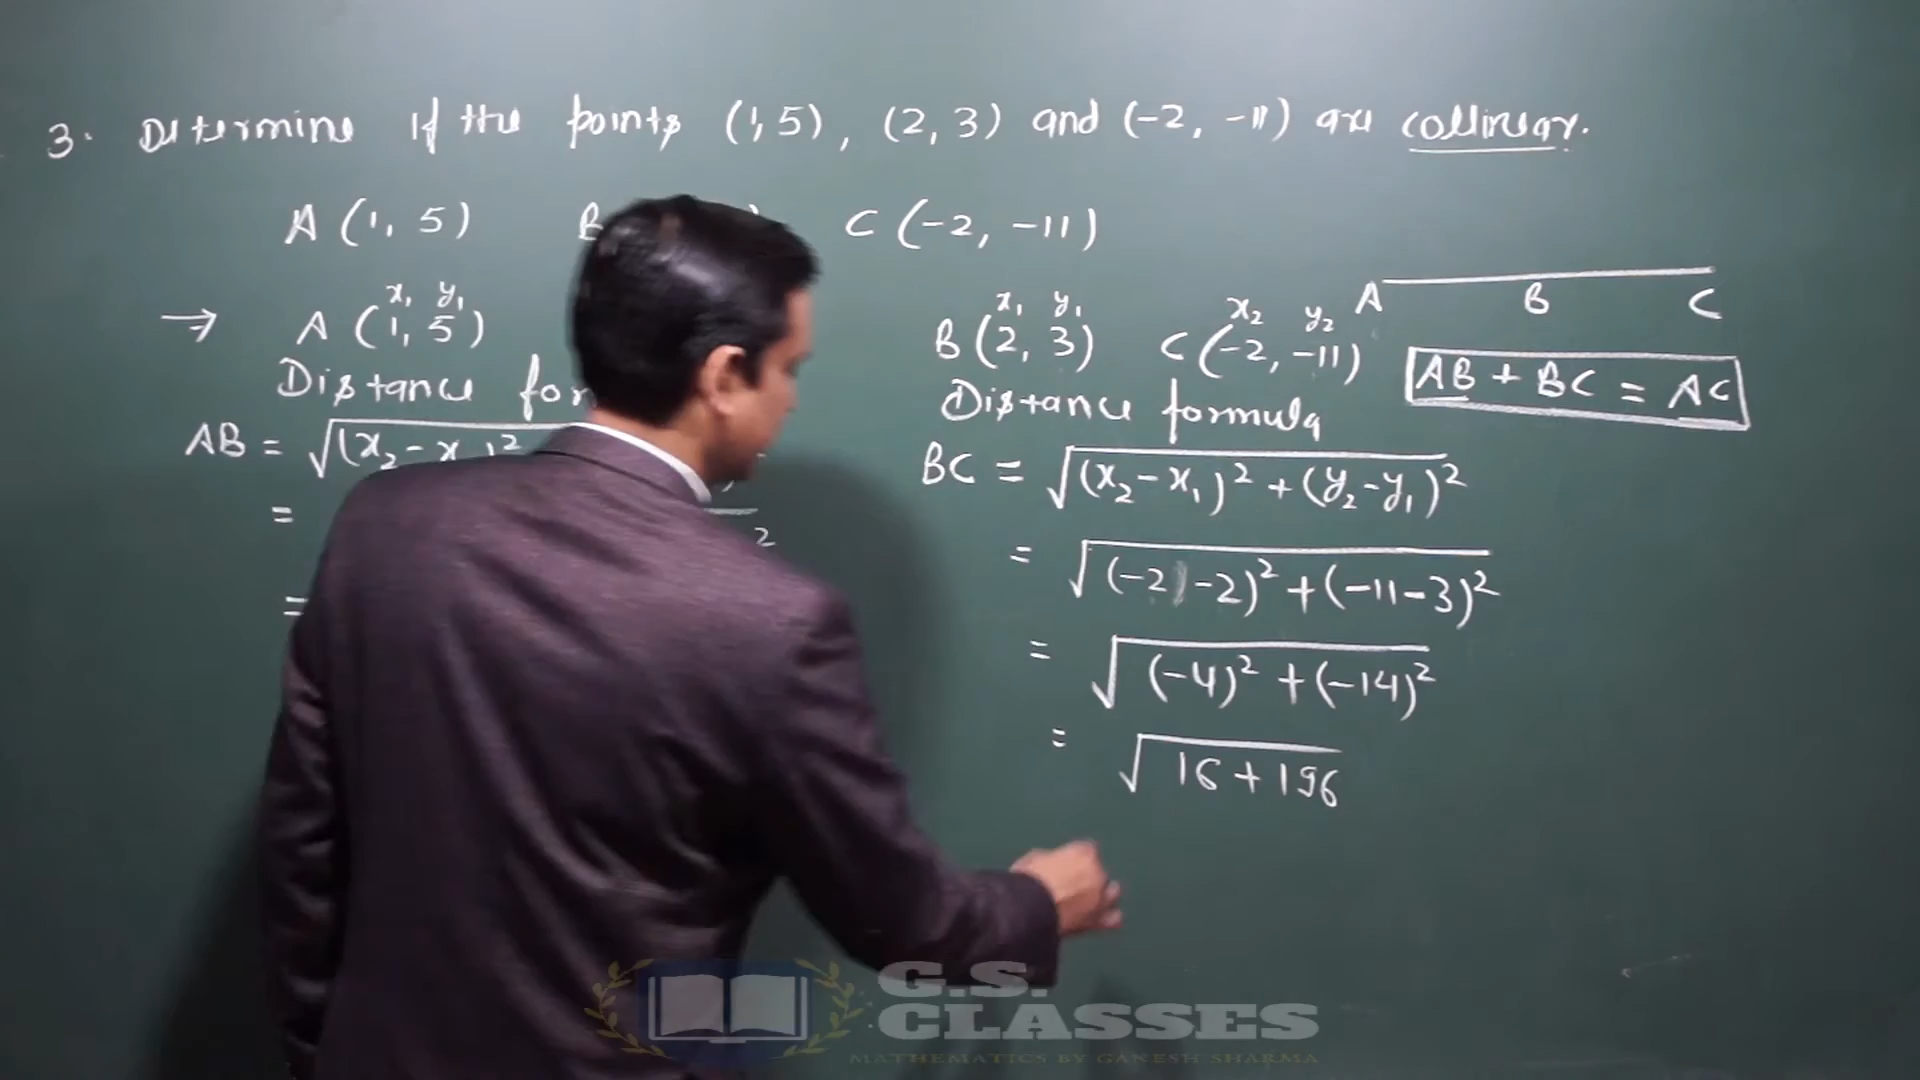 3. Determine if the points (1,5), (2,3) and (-2, -11) are collinear.
A (1, 5) B C (-2, -11)
→ A (1, 5) x₁ y₁
Distance for
AB = √(x₂ - x₁)²
=
2
=
B (2, 3) x₁ y₁ C (-2, -11) x₂ y₂
Distance formula
BC = √(x₂ - x₁)² + (y₂ - y₁)²
= √(-2 - 2)² + (-11 - 3)²
= √(-4)² + (-14)²
= √16 + 196
A B C
AB + BC = AC
G.S.
CLASSES
MATHEMATICS BY GANESH SHARMA